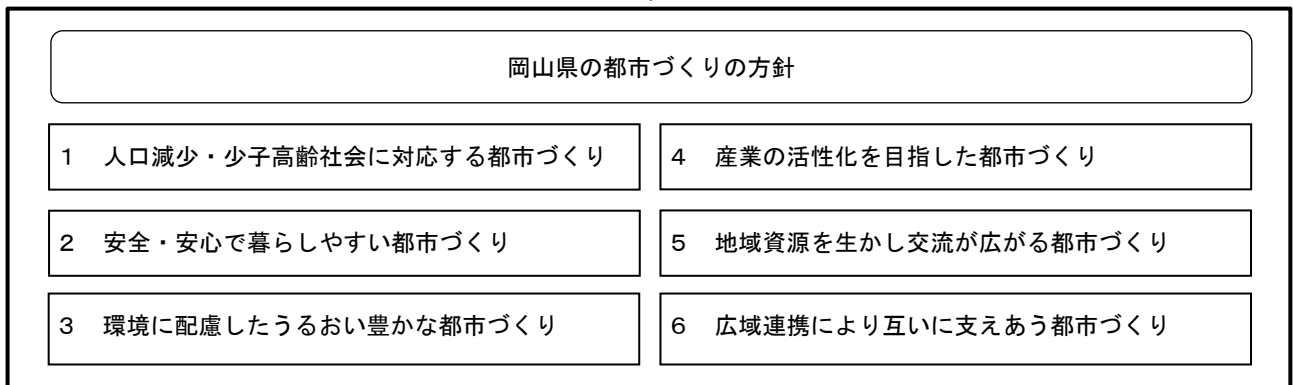 岡山県の都市づくりの方針
1 人口減少・少子高齢社会に対応する都市づくり
2 安全・安心で暮らしやすい都市づくり
3 環境に配慮したうるおい豊かな都市づくり
4 産業の活性化を目指した都市づくり
5 地域資源を生かし交流が広がる都市づくり
6 広域連携により互いに支えあう都市づくり